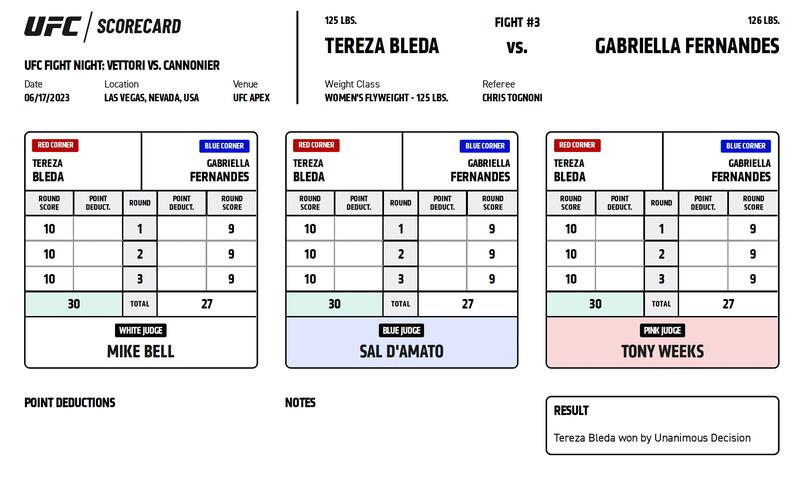 UFC / SCORECARD
UFC FIGHT NIGHT: VETTORI VS. CANNONIER
Date Location Venue
06/17/2023 LAS VEGAS, NEVADA, USA UFC APEX
125 LBS. FIGHT #3 126 LBS.
TEREZA BLEDA VS. GABRIELLA FERNANDES
Weight Class Referee
WOMEN'S FLYWEIGHT - 125 LBS. CHRIS TOGNONI
RED CORNER BLUE CORNER
TEREZA GABRIELLA
BLEDA FERNANDES
ROUND SCORE POINT DEDUCT. ROUND POINT DEDUCT. ROUND SCORE
10 1 9
10 2 9
10 3 9
30 TOTAL 27
WHITE JUDGE
MIKE BELL
RED CORNER BLUE CORNER
TEREZA GABRIELLA
BLEDA FERNANDES
ROUND SCORE POINT DEDUCT. ROUND POINT DEDUCT. ROUND SCORE
10 1 9
10 2 9
10 3 9
30 TOTAL 27
BLUE JUDGE
SAL D'AMATO
RED CORNER BLUE CORNER
TEREZA GABRIELLA
BLEDA FERNANDES
ROUND SCORE POINT DEDUCT. ROUND POINT DEDUCT. ROUND SCORE
10 1 9
10 2 9
10 3 9
30 TOTAL 27
PINK JUDGE
TONY WEEKS
POINT DEDUCTIONS
NOTES
RESULT
Tereza Bleda won by Unanimous Decision